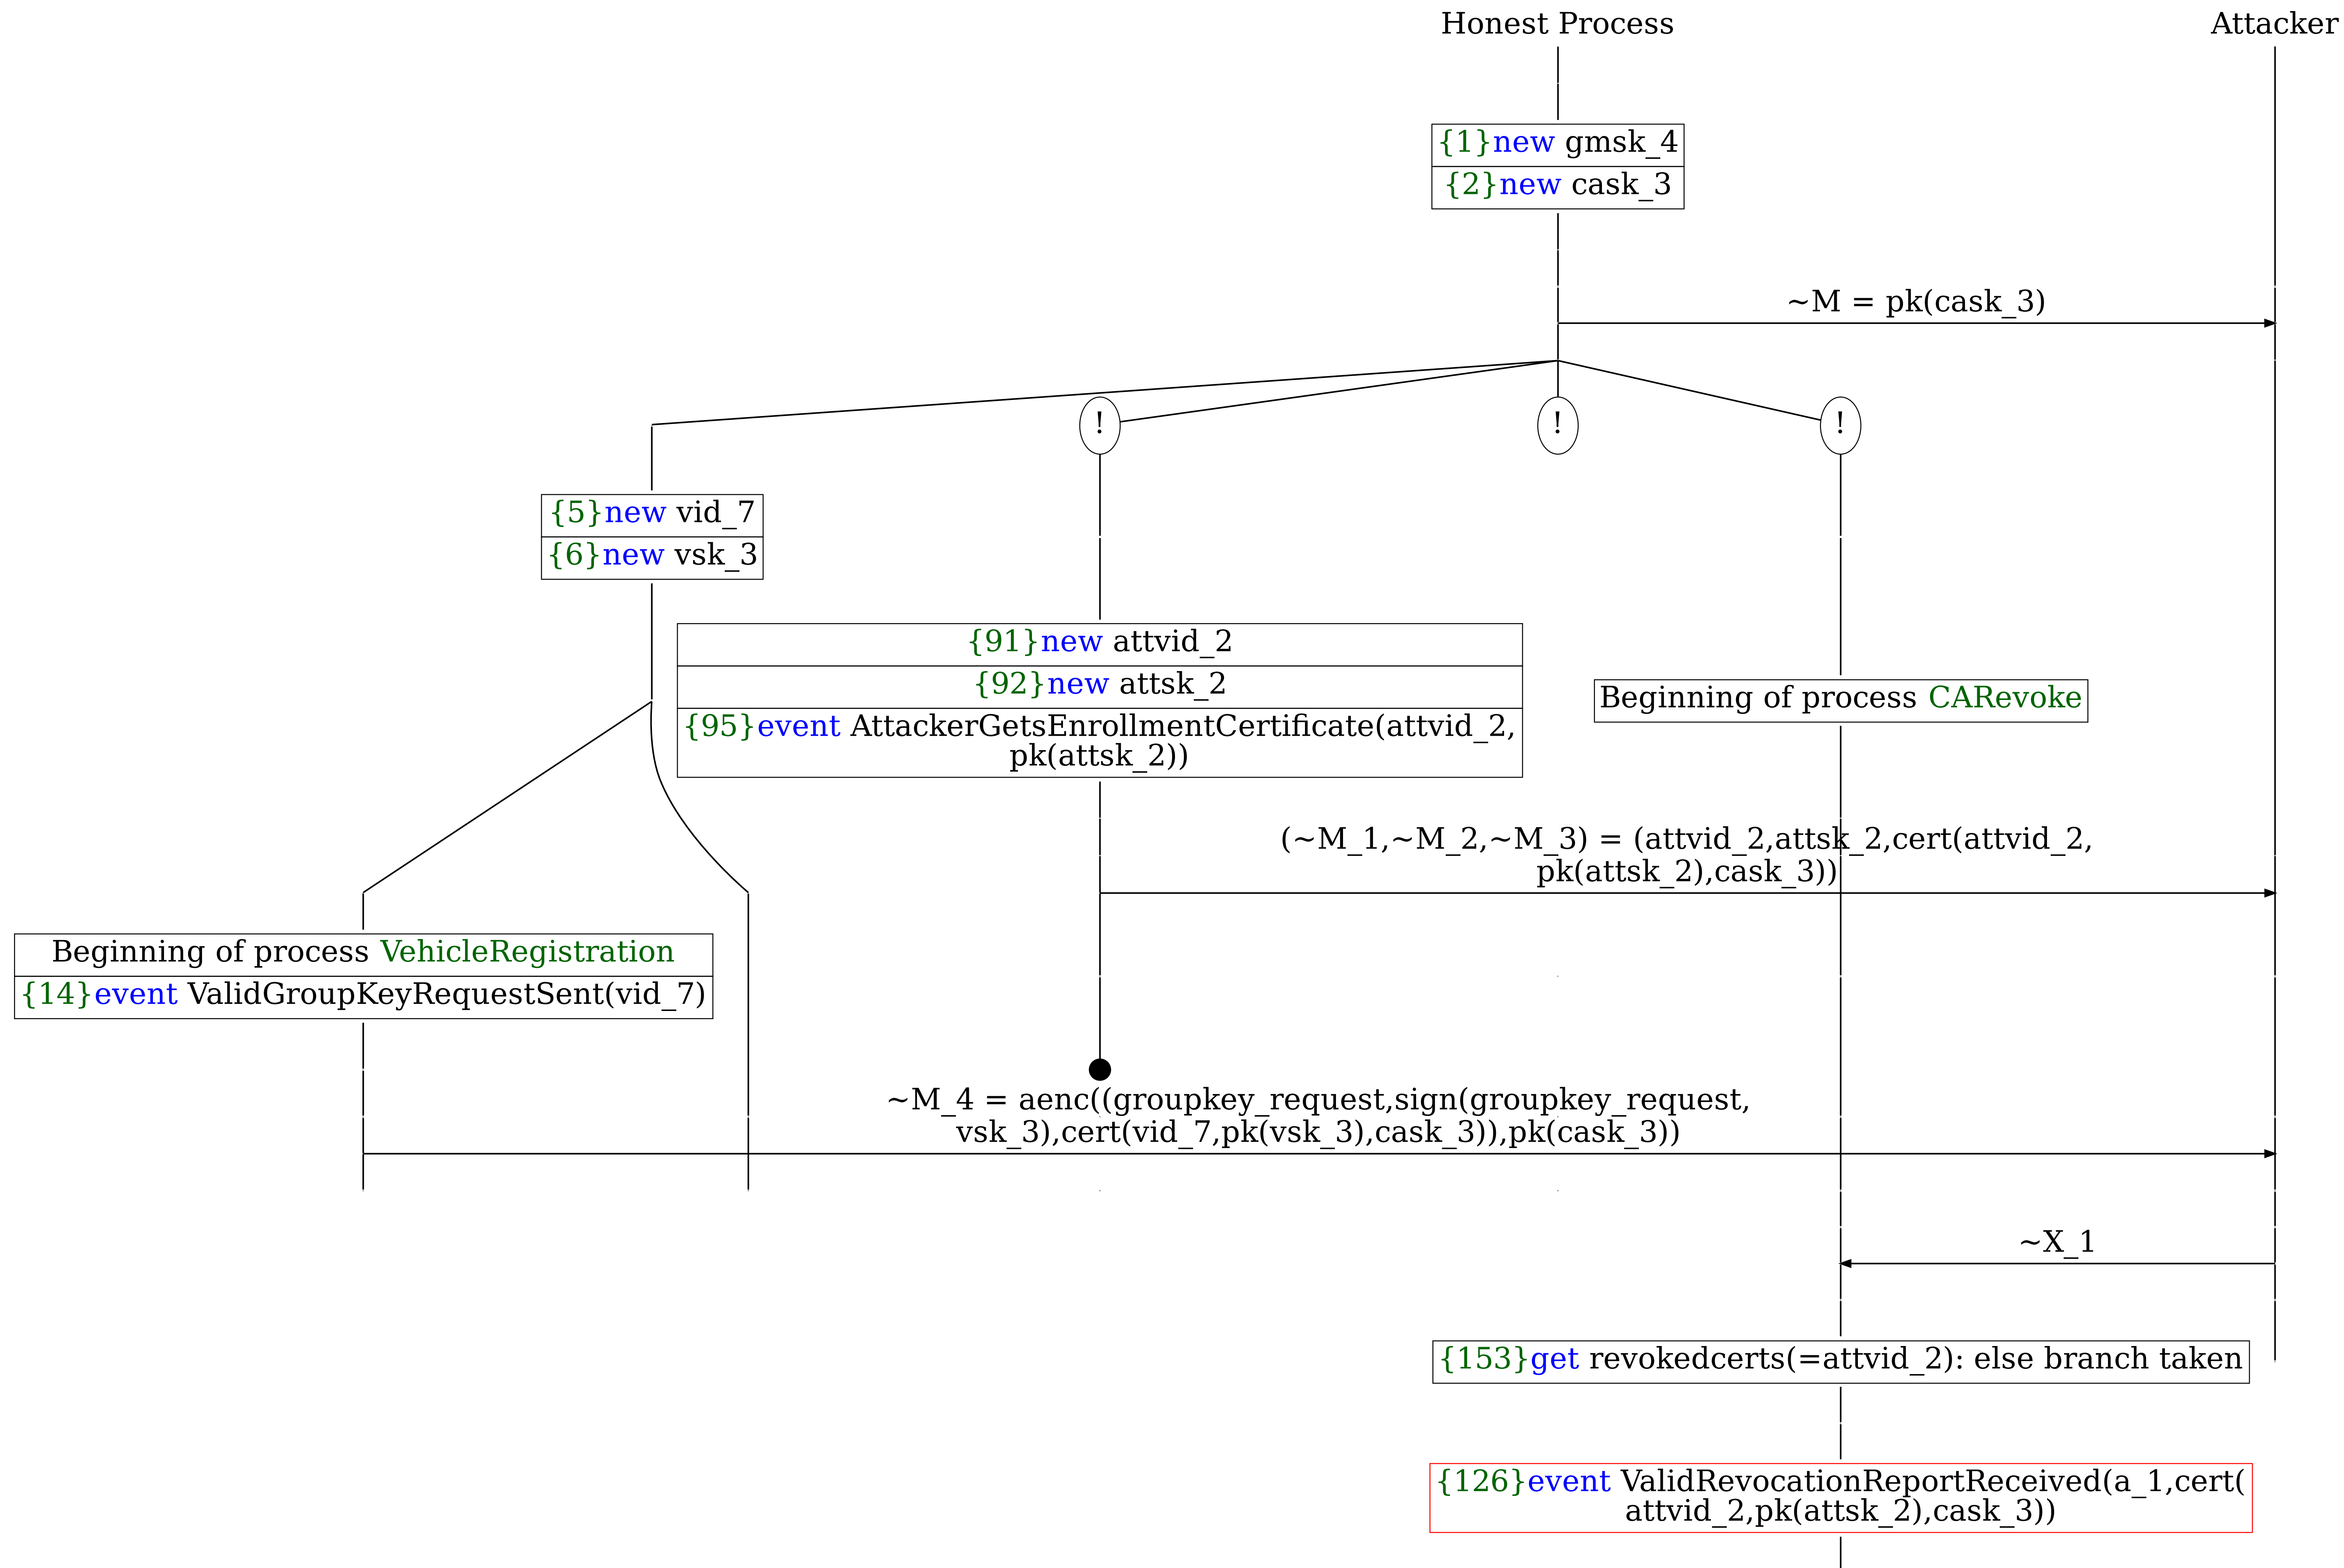 Honest Process
Attacker
{1}new gmsk_4
{2}new cask_3
~M = pk(cask_3)
!
!
!
{5}new vid_7
{6}new vsk_3
{91}new attvid_2
{92}new attsk_2
{95}event AttackerGetsEnrollmentCertificate(attvid_2,
pk(attsk_2))
Beginning of process CARevoke
(~M_1,~M_2,~M_3) = (attvid_2,attsk_2,cert(attvid_2,
pk(attsk_2),cask_3))
Beginning of process VehicleRegistration
{14}event ValidGroupKeyRequestSent(vid_7)
~M_4 = aenc((groupkey_request,sign(groupkey_request,
vsk_3),cert(vid_7,pk(vsk_3),cask_3)),pk(cask_3))
~X_1
{153}get revokedcerts(=attvid_2): else branch taken
{126}event ValidRevocationReportReceived(a_1,cert(
attvid_2,pk(attsk_2),cask_3))